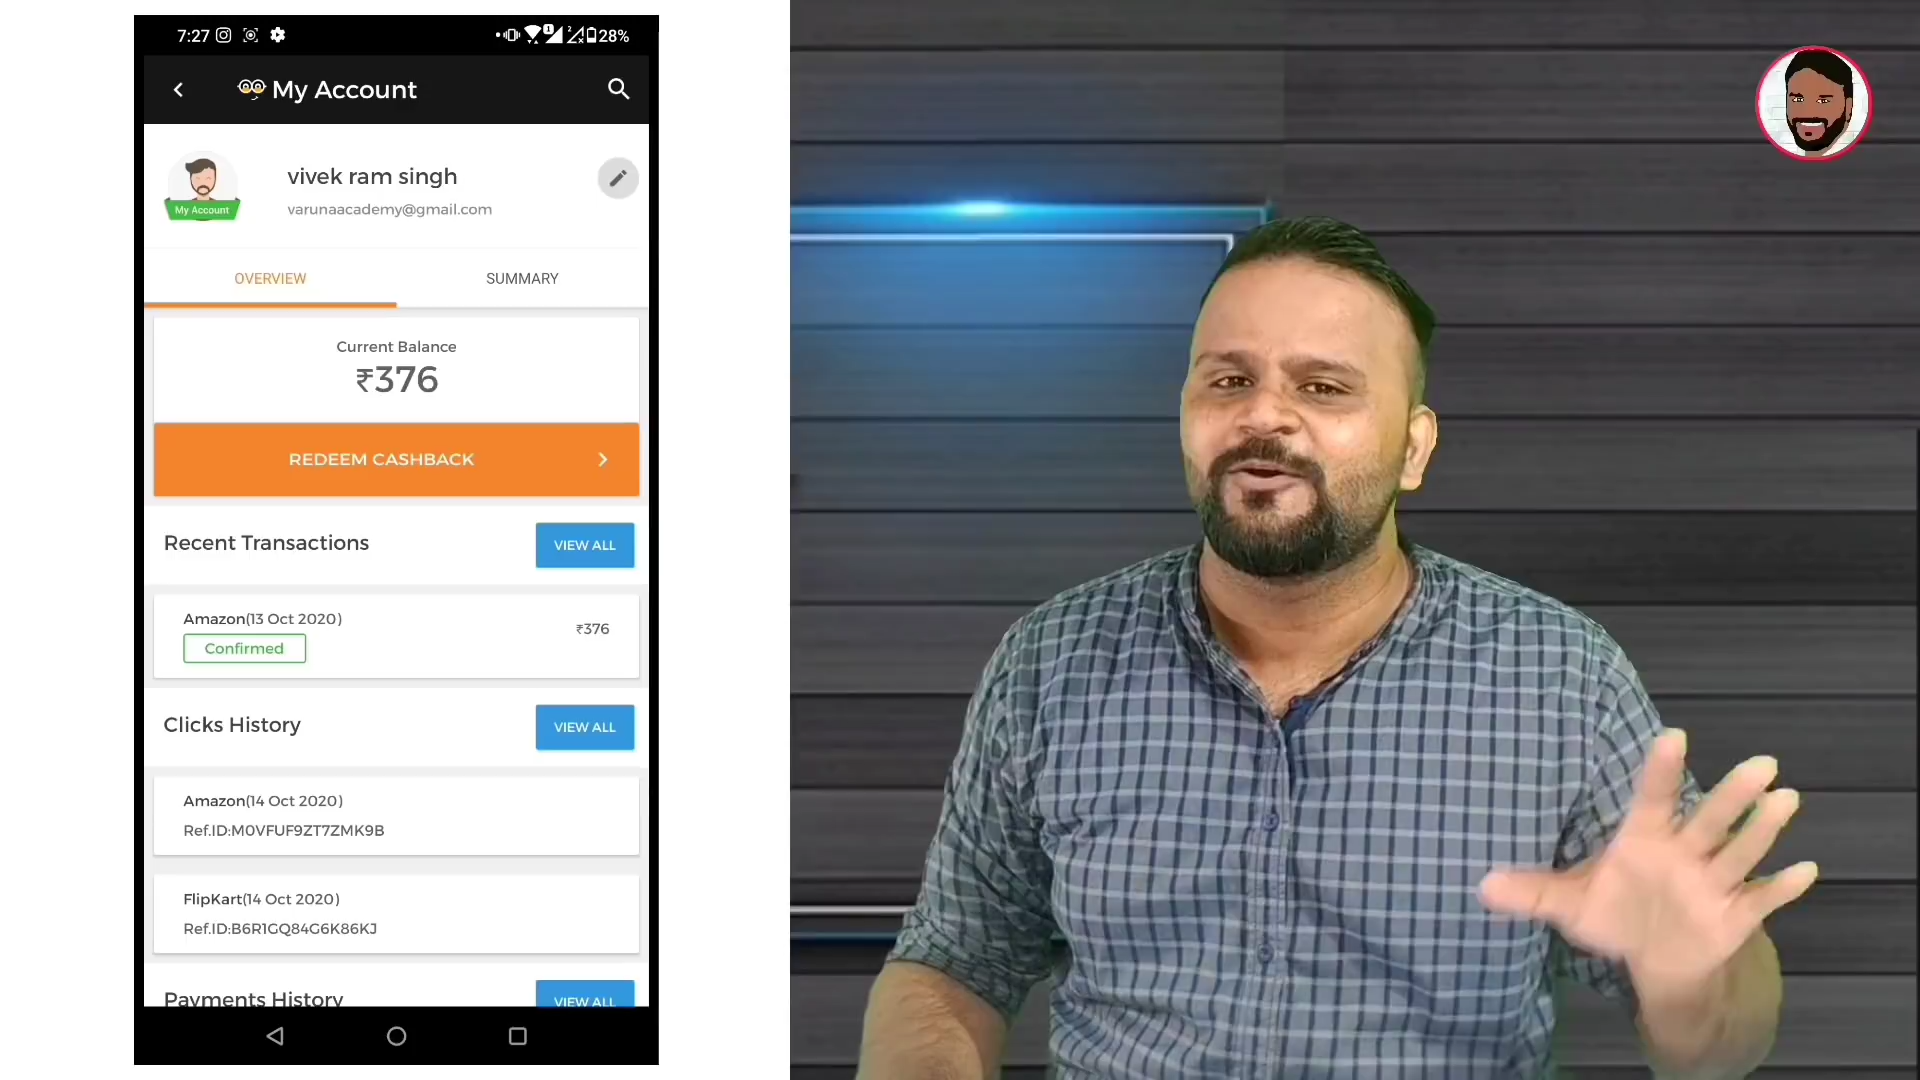 7:27
28%
My Account
vivek ram singh
varunaacademy@gmail.com
My Account
OVERVIEW
SUMMARY
Current Balance
₹376
REDEEM CASHBACK
Recent Transactions
VIEW ALL
Amazon(13 Oct 2020)
₹376
Confirmed
Clicks History
VIEW ALL
Amazon(14 Oct 2020)
Ref.ID:M0VFUF9ZT7ZMK9B
FlipKart(14 Oct 2020)
Ref.ID:B6R1GQ84G6K86KJ
Payments History
VIEW ALL